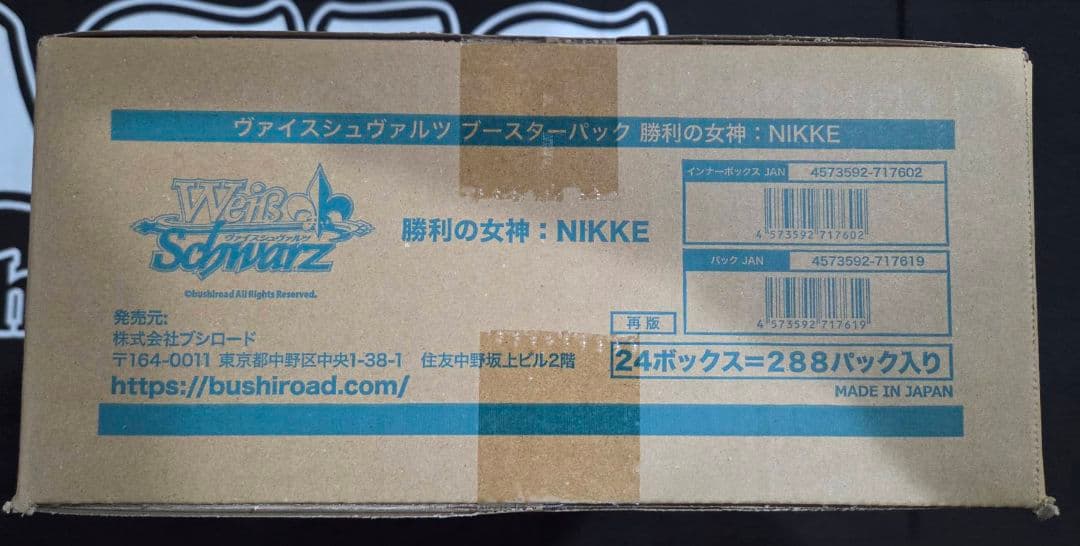 ヴァイスシュヴァルツ ブースターパック 勝利の女神：NIKKE
Weiß
ヴァイスシュヴァルツ
Schwarz
©bushiroad All Rights Reserved.
勝利の女神：NIKKE
インナーボックス JAN 4573592-717602
4 573592 717602
パック JAN 4573592-717619
4 573592 717619
発売元:
株式会社ブシロード
〒164-0011 東京都中野区中央1-38-1 住友中野坂上ビル2階
https://bushiroad.com/
再版
24ボックス=288パック入り
MADE IN JAPAN